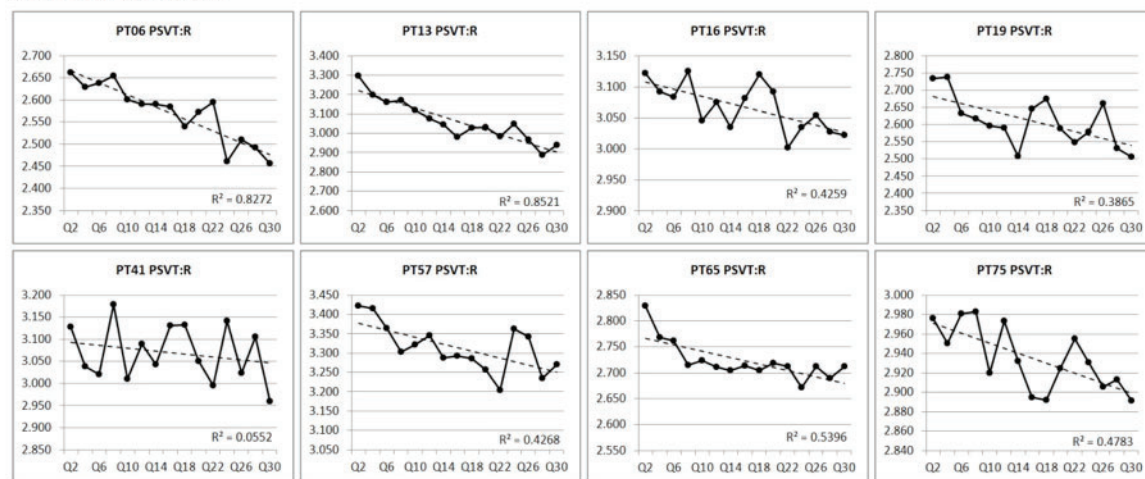 PT06 PSVT:R
2.700
2.650
2.600
2.550
2.500
2.450
2.400
2.350
R² = 0.8272
Q2 Q6 Q10 Q14 Q18 Q22 Q26 Q30
PT13 PSVT:R
3.400
3.300
3.200
3.100
3.000
2.900
2.800
2.700
2.600
R² = 0.8521
Q2 Q6 Q10 Q14 Q18 Q22 Q26 Q30
PT16 PSVT:R
3.150
3.100
3.050
3.000
2.950
2.900
R² = 0.4259
Q2 Q6 Q10 Q14 Q18 Q22 Q26 Q30
PT19 PSVT:R
2.800
2.750
2.700
2.650
2.600
2.550
2.500
2.450
2.400
2.350
R² = 0.3865
Q2 Q6 Q10 Q14 Q18 Q22 Q26 Q30
PT41 PSVT:R
3.200
3.150
3.100
3.050
3.000
2.950
2.900
2.850
R² = 0.0552
Q2 Q6 Q10 Q14 Q18 Q22 Q26 Q30
PT57 PSVT:R
3.450
3.400
3.350
3.300
3.250
3.200
3.150
3.100
3.050
R² = 0.4268
Q2 Q6 Q10 Q14 Q18 Q22 Q26 Q30
PT65 PSVT:R
2.850
2.800
2.750
2.700
2.650
2.600
2.550
R² = 0.5396
Q2 Q6 Q10 Q14 Q18 Q22 Q26 Q30
PT75 PSVT:R
3.000
2.980
2.960
2.940
2.920
2.900
2.880
2.860
2.840
R² = 0.4783
Q2 Q6 Q10 Q14 Q18 Q22 Q26 Q30